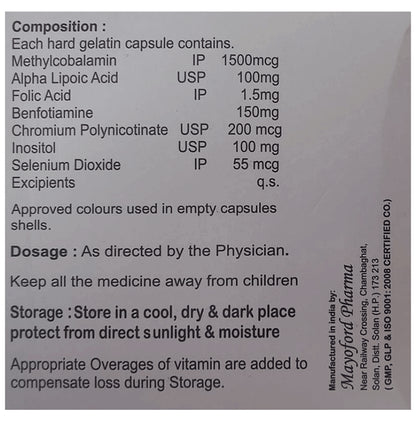 Composition :
Each hard gelatin capsule contains.
Methylcobalamin IP 1500mcg
Alpha Lipoic Acid USP 100mg
Folic Acid IP 1.5mg
Benfotiamine 150mg
Chromium Polynicotinate USP 200 mcg
Inositol USP 100 mg
Selenium Dioxide IP 55 mcg
Excipients q.s.
Approved colours used in empty capsules
shells.
Dosage : As directed by the Physician.
Keep all the medicine away from children
Storage : Store in a cool, dry & dark place
protect from direct sunlight & moisture
Appropriate Overages of vitamin are added to
compensate loss during Storage.
Manufactured in India by:
Mayoford Pharma
Near Railway Crossing, Chambaghat,
Solan, Distt. Solan (H.P.) 173 213
( GMP, GLP & ISO 9001: 2008 CERTIFIED CO.)